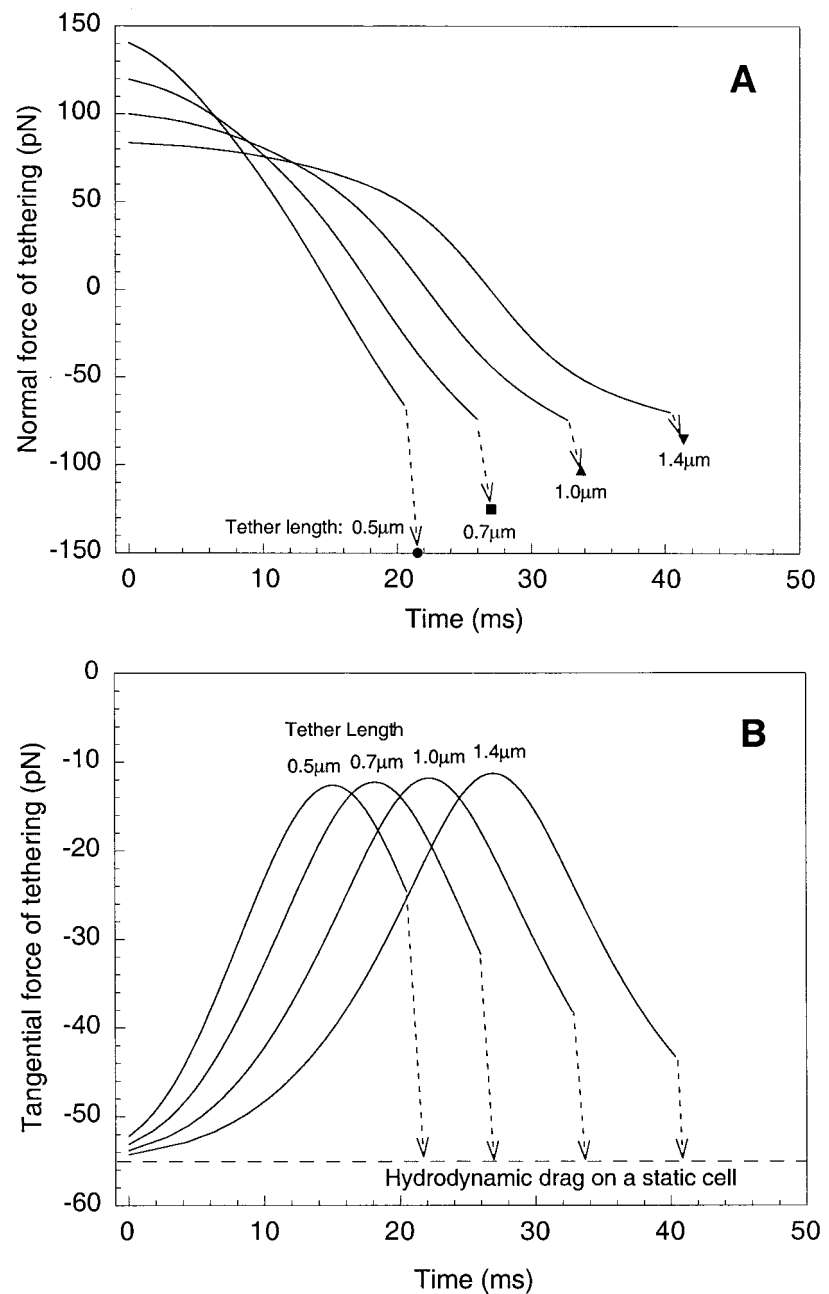 150
A
100
50
0
-50
-100
-150
Normal force of tethering (pN)
1.4μm
1.0μm
Tether length: 0.5μm
0.7μm
0 10 20 30 40 50
Time (ms)
0
B
-10
-20
-30
-40
-50
-60
Tangential force of tethering (pN)
Tether Length
0.5μm 0.7μm 1.0μm 1.4μm
Hydrodynamic drag on a static cell
0 10 20 30 40 50
Time (ms)